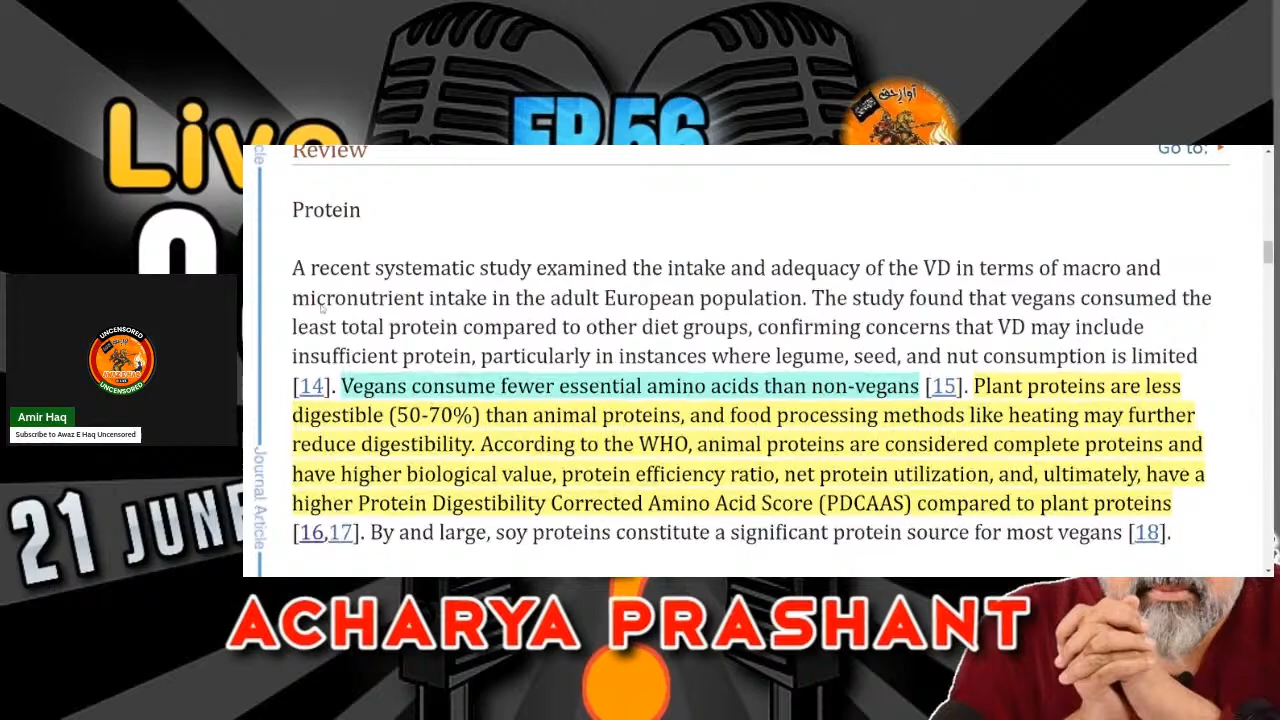 Live
EP 56
آوازِ حق
Review
Go to:
Protein
A recent systematic study examined the intake and adequacy of the VD in terms of macro and
micronutrient intake in the adult European population. The study found that vegans consumed the
least total protein compared to other diet groups, confirming concerns that VD may include
insufficient protein, particularly in instances where legume, seed, and nut consumption is limited
[14]. Vegans consume fewer essential amino acids than non-vegans [15]. Plant proteins are less
digestible (50-70%) than animal proteins, and food processing methods like heating may further
reduce digestibility. According to the WHO, animal proteins are considered complete proteins and
have higher biological value, protein efficiency ratio, net protein utilization, and, ultimately, have a
higher Protein Digestibility Corrected Amino Acid Score (PDCAAS) compared to plant proteins
[16,17]. By and large, soy proteins constitute a significant protein source for most vegans [18].
Journal Article
UNCENSORED
UNCENSORED
Amir Haq
Subscribe to Awaz E Haq Uncensored
21 JUNE
ACHARYA PRASHANT